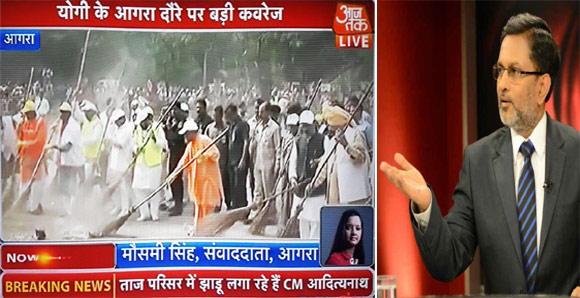 योगी के आगरा दौरे पर बड़ी कवरेज
आज तक
LIVE
आगरा
Now
मौसमी सिंह, संवाददाता, आगरा
BREAKING NEWS
ताज परिसर में झाडू लगा रहे हैं CM आदित्यनाथ